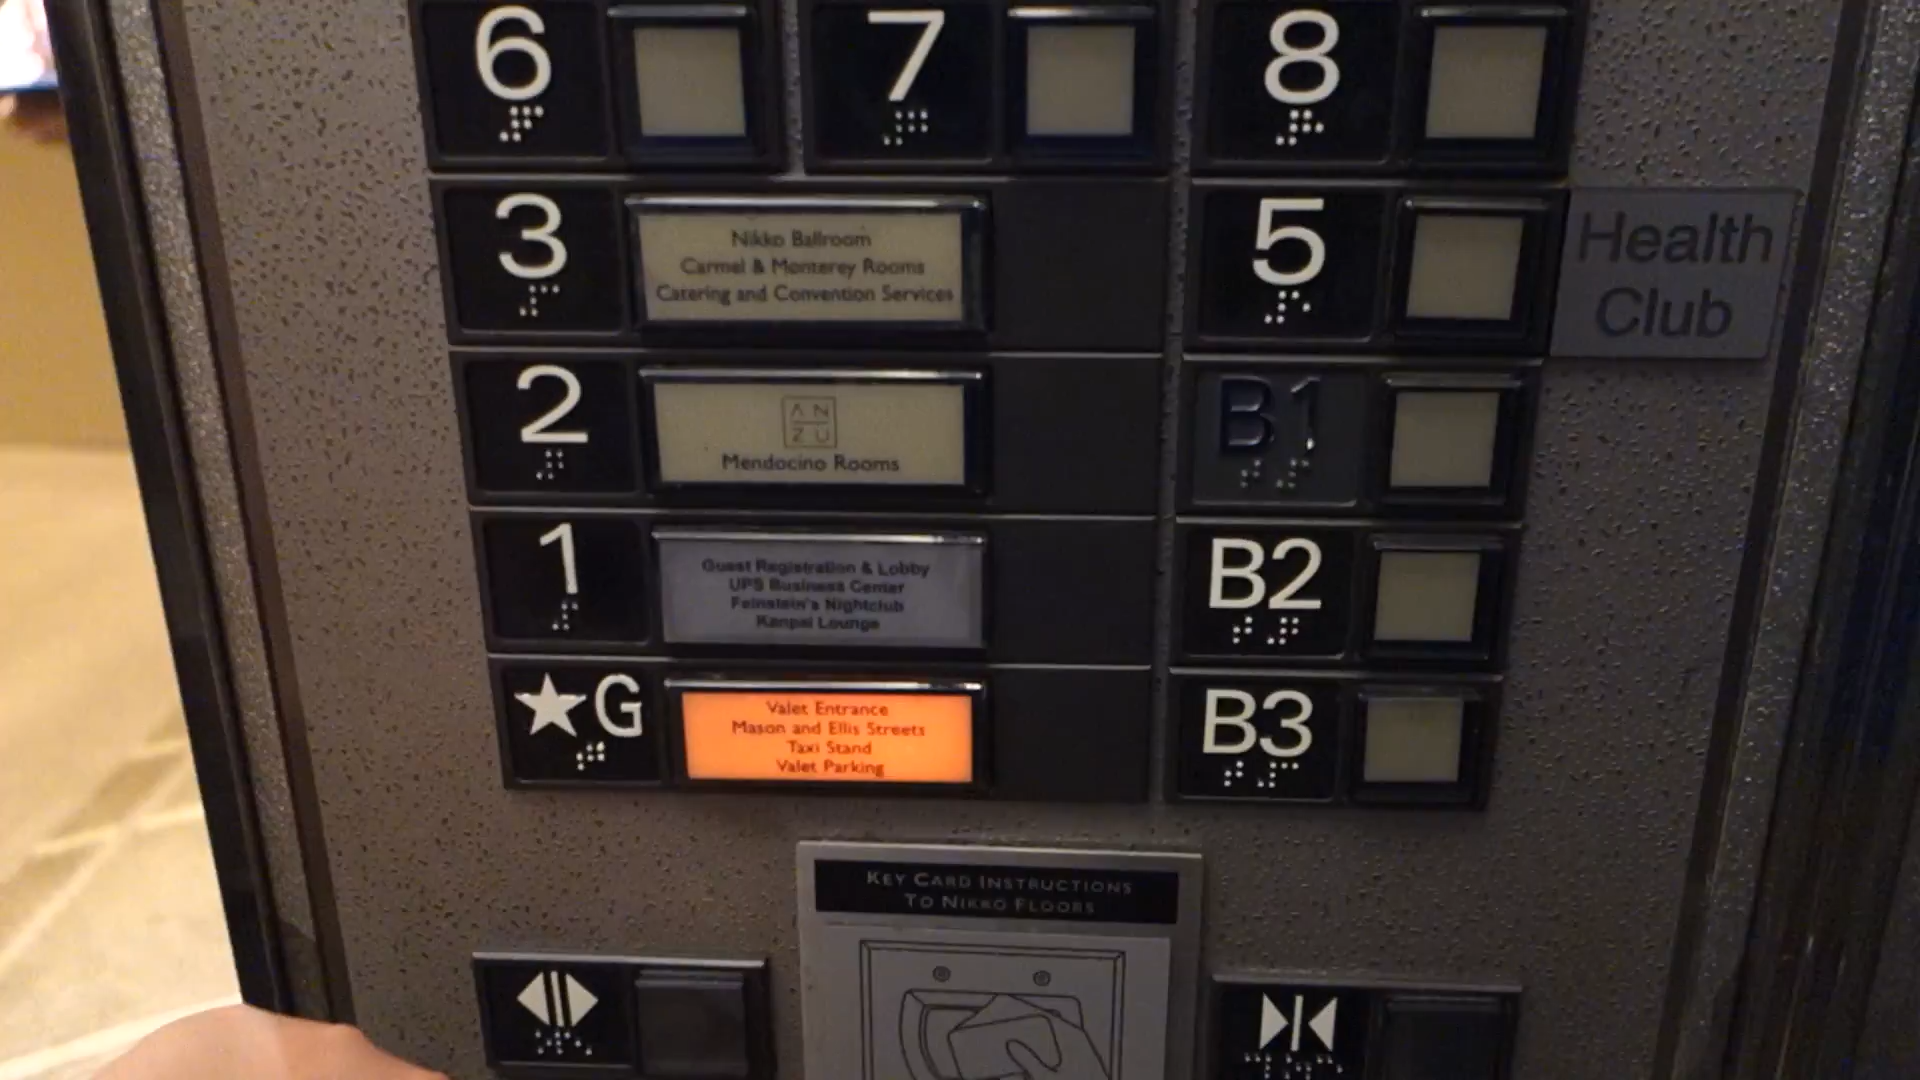 6
7
8
3
Nikko Ballroom
Carmel & Monterey Rooms
Catering and Convention Services
5
Health
Club
2
AN
ZU
Mendocino Rooms
B1
1
Guest Registration & Lobby
UPS Business Center
Feinstein's Nightclub
Kanpai Lounge
B2
★G
Valet Entrance
Mason and Ellis Streets
Taxi Stand
Valet Parking
B3
KEY CARD INSTRUCTIONS
TO NIKKO FLOORS